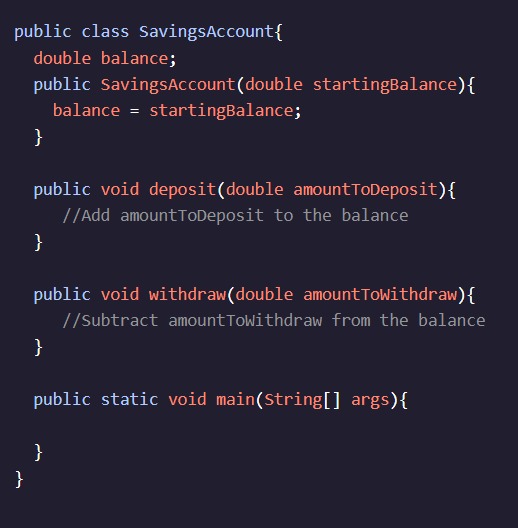 public class SavingsAccount{
  double balance;
  public SavingsAccount(double startingBalance){
    balance = startingBalance;
  }

  public void deposit(double amountToDeposit){
     //Add amountToDeposit to the balance
  }

  public void withdraw(double amountToWithdraw){
     //Subtract amountToWithdraw from the balance
  }

  public static void main(String[] args){

  }
}